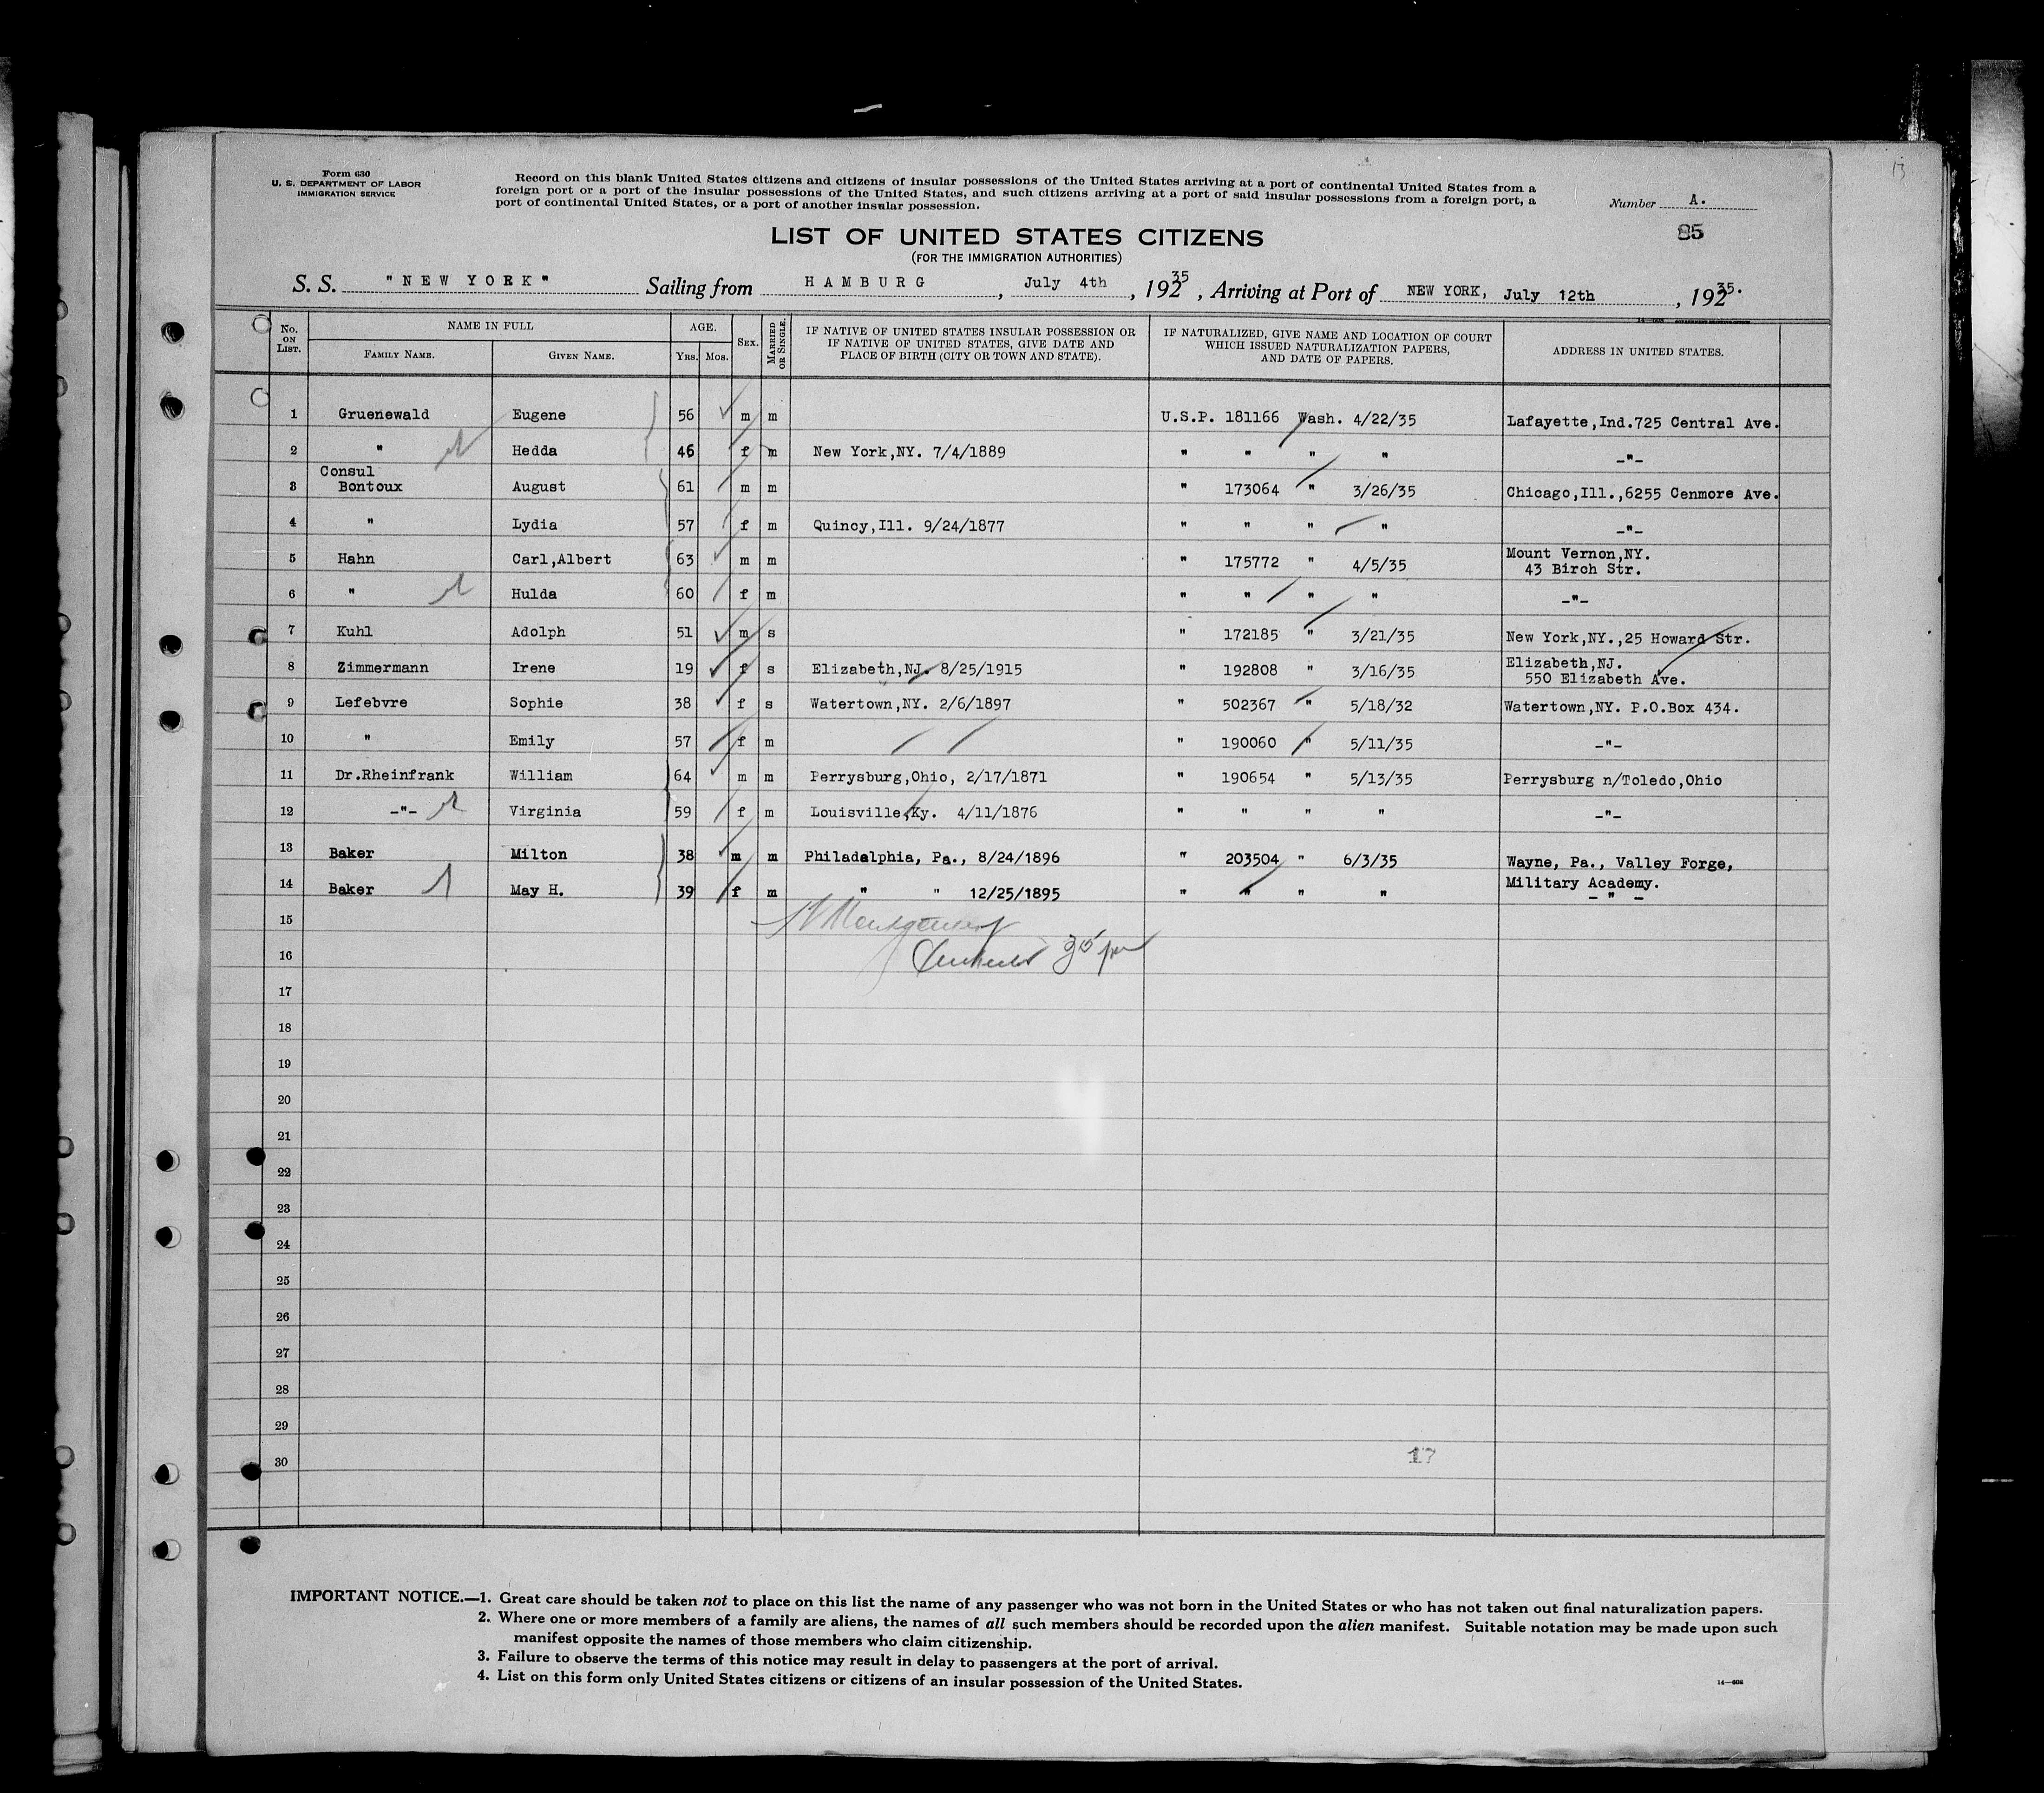 13
Form 630
U. S. DEPARTMENT OF LABOR
IMMIGRATION SERVICE
Record on this blank United States citizens and citizens of insular possessions of the United States arriving at a port of continental United States from a
foreign port or a port of the insular possessions of the United States, and such citizens arriving at a port of said insular possessions from a foreign port, a
port of continental United States, or a port of another insular possession.
Number A.
85
LIST OF UNITED STATES CITIZENS
(FOR THE IMMIGRATION AUTHORITIES)
S. S. "NEW YORK" Sailing from HAMBURG, July 4th, 192 35, Arriving at Port of NEW YORK, July 12th, 192 35.
No. ON LIST. NAME IN FULL FAMILY NAME. GIVEN NAME. AGE. YRS. MOS. SEX. MARRIED OR SINGLE. IF NATIVE OF UNITED STATES INSULAR POSSESSION OR IF NATIVE OF UNITED STATES, GIVE DATE AND PLACE OF BIRTH (CITY OR TOWN AND STATE). IF NATURALIZED, GIVE NAME AND LOCATION OF COURT WHICH ISSUED NATURALIZATION PAPERS, AND DATE OF PAPERS. ADDRESS IN UNITED STATES.
1 Gruenewald Eugene 56 m m U.S.P. 181166 Wash. 4/22/35 Lafayette,Ind.725 Central Ave.
2 " Hedda 46 f m New York,NY. 7/4/1889 " " " " -"-
Consul
3 Bontoux August 61 m m " 173064 " 3/26/35 Chicago,Ill.,6255 Cenmore Ave.
4 " Lydia 57 f m Quincy,Ill. 9/24/1877 " " " " -"-
5 Hahn Carl,Albert 63 m m " 175772 " 4/5/35 Mount Vernon,NY.
43 Birch Str.
6 " Hulda 60 f m " " " " -"-
7 Kuhl Adolph 51 m s " 172185 " 3/21/35 New York,NY.,25 Howard Str.
8 Zimmermann Irene 19 f s Elizabeth,NJ. 8/25/1915 " 192808 " 3/16/35 Elizabeth,NJ.
550 Elizabeth Ave.
9 Lefebvre Sophie 38 f s Watertown,NY. 2/6/1897 " 502367 " 5/18/32 Watertown,NY. P.O.Box 434.
10 " Emily 57 f m " 190060 " 5/11/35 -"-
11 Dr.Rheinfrank William 64 m m Perrysburg,Ohio, 2/17/1871 " 190654 " 5/13/35 Perrysburg n/Toledo,Ohio
12 -"- Virginia 59 f m Louisville,Ky. 4/11/1876 " " " " -"-
13 Baker Milton 38 m m Philadelphia, Pa., 8/24/1896 " 203504 " 6/3/35 Wayne, Pa., Valley Forge,
Military Academy.
14 Baker May H. 39 f m " " 12/25/1895 " " " " - " -
15
16
17
18
19
20
21
22
23
24
25
26
27
28
29
30
17
IMPORTANT NOTICE.—1. Great care should be taken not to place on this list the name of any passenger who was not born in the United States or who has not taken out final naturalization papers.
2. Where one or more members of a family are aliens, the names of all such members should be recorded upon the alien manifest. Suitable notation may be made upon such
manifest opposite the names of those members who claim citizenship.
3. Failure to observe the terms of this notice may result in delay to passengers at the port of arrival.
4. List on this form only United States citizens or citizens of an insular possession of the United States.